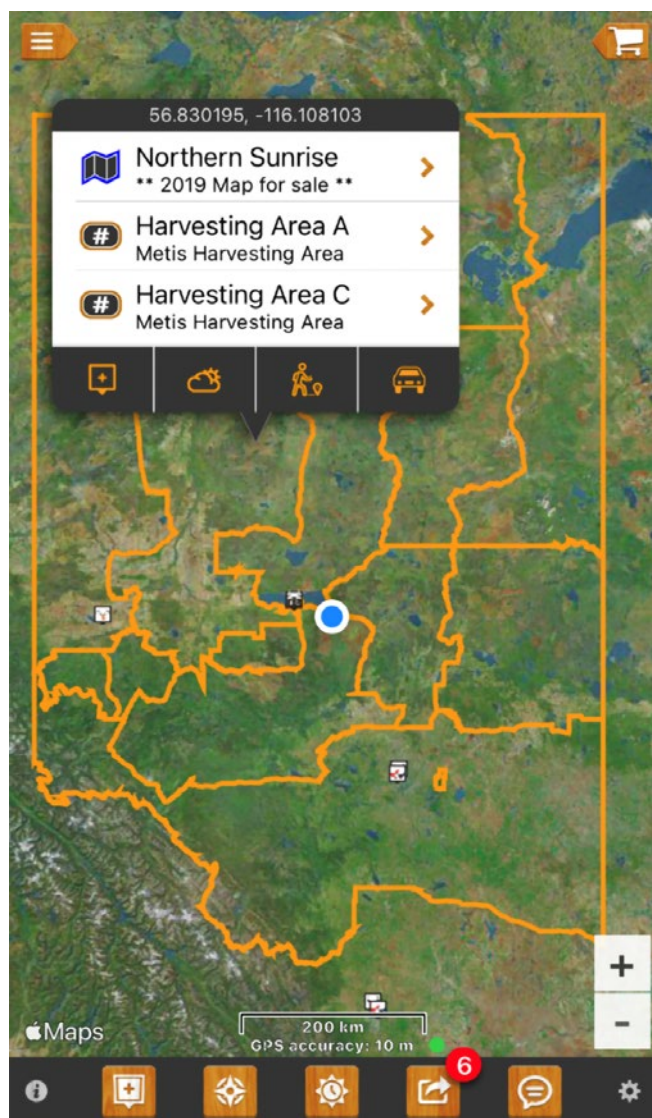 56.830195, -116.108103
Northern Sunrise
** 2019 Map for sale **
#
Harvesting Area A
Metis Harvesting Area
#
Harvesting Area C
Metis Harvesting Area
+
-
Maps
200 km
GPS accuracy: 10 m
6